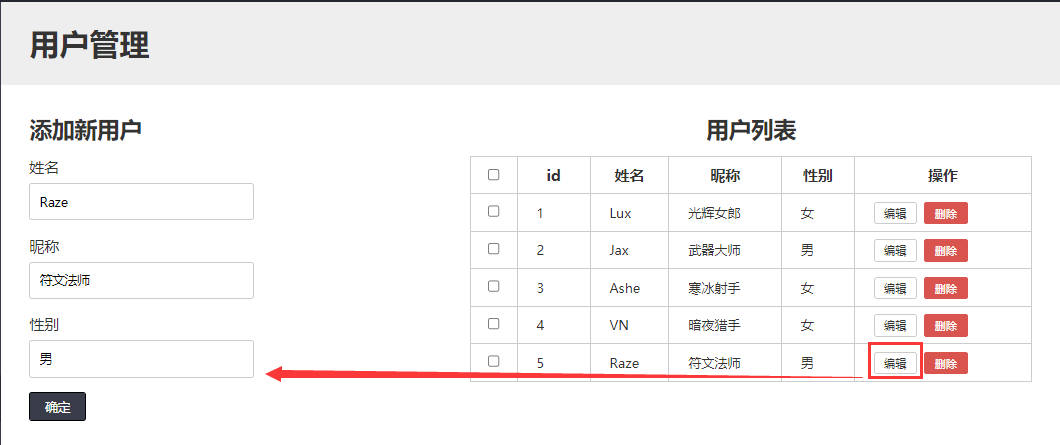 用户管理
添加新用户
姓名
Raze
昵称
符文法师
性别
男
确定
用户列表
id 姓名 昵称 性别 操作
1 Lux 光辉女郎 女 编辑 删除
2 Jax 武器大师 男 编辑 删除
3 Ashe 寒冰射手 女 编辑 删除
4 VN 暗夜猎手 女 编辑 删除
5 Raze 符文法师 男 编辑 删除